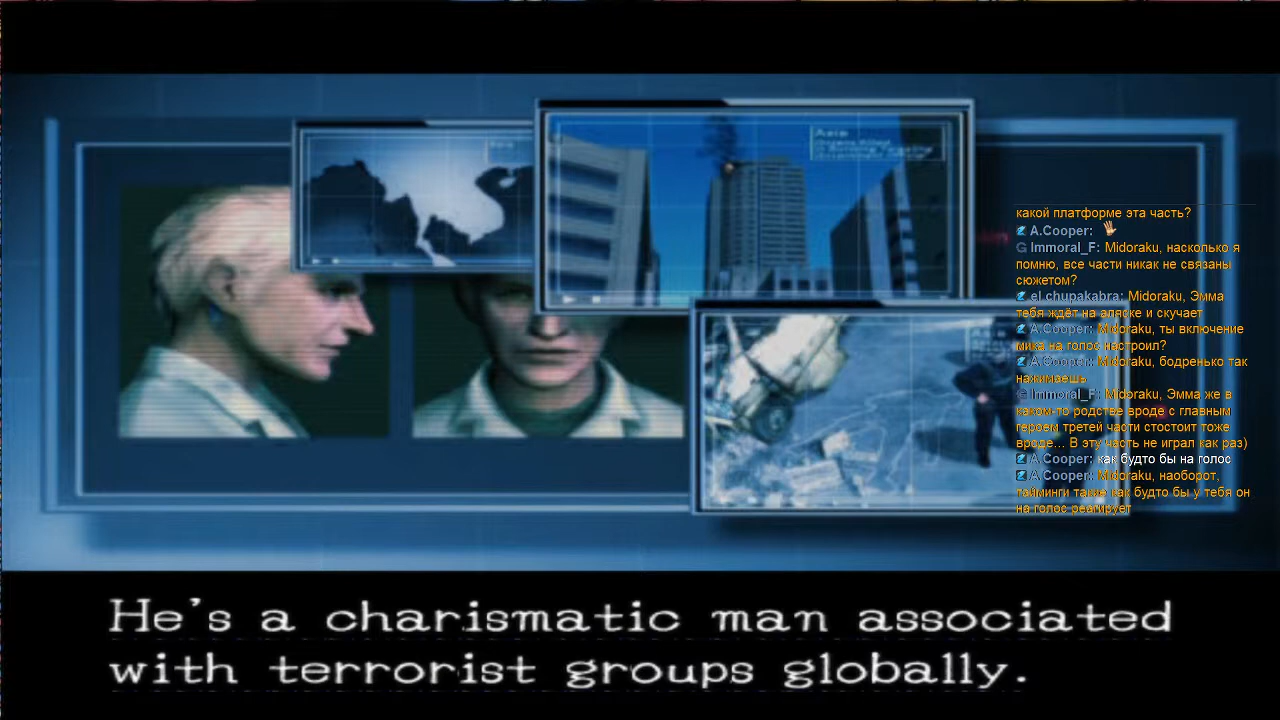 Asia
какой платформе эта часть?
A.Cooper:
Immoral_F: Midoraku, насколько я
помню, все части никак не связаны
сюжетом?
el chupakabra: Midoraku, Эмма
тебя ждёт на аляске и скучает
A.Cooper: Midoraku, ты включение
мика на голос настроил?
A.Cooper: Midoraku, бодренько так
нажимаешь
Immoral_F: Midoraku, Эмма же в
каком-то родстве вроде с главным
героем третей части стостоит тоже
вроде... В эту часть не играл как раз)
A.Cooper: как будто бы на голос
A.Cooper: Midoraku, наоборот,
тайминги такие как будто бы у тебя он
на голос реагирует
He's a charismatic man associated
with terrorist groups globally.